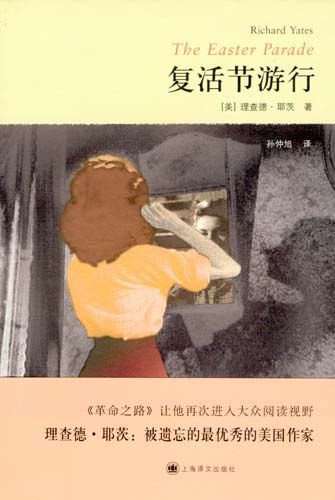 Richard Yates
The Easter Parade
复活节游行
[美] 理查德·耶茨 著
孙仲旭 译
《革命之路》让他再次进入大众阅读视野
理查德·耶茨：被遗忘的最优秀的美国作家
上海译文出版社